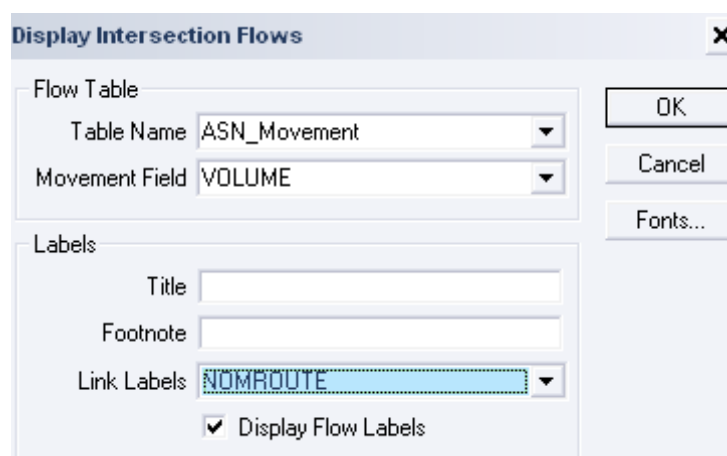 Display Intersection Flows
Flow Table
Table Name ASN_Movement
Movement Field VOLUME
OK
Cancel
Fonts...
Labels
Title
Footnote
Link Labels NOMROUTE
Display Flow Labels